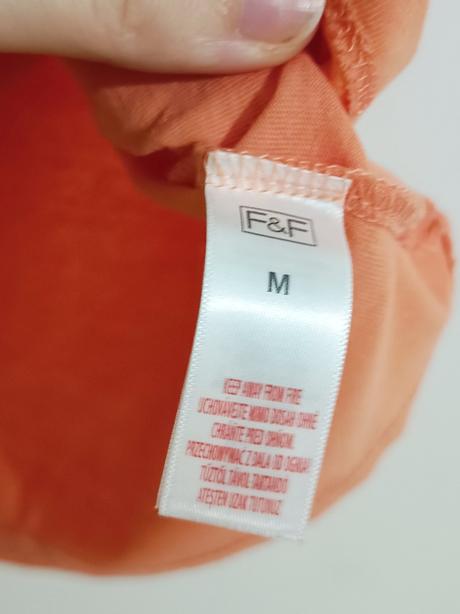 F&F
M
KEEP AWAY FROM FIRE
UCHOVÁVEJTE MIMO DOSAH OHNĚ
CHRÁŇTE PRED OHŇOM.
PRZECHOWYWAĆ Z DALA OD OGNIA
TŰZTŐL TÁVOL TARTANDÓ
ATEŞTEN UZAK TUTUNUZ